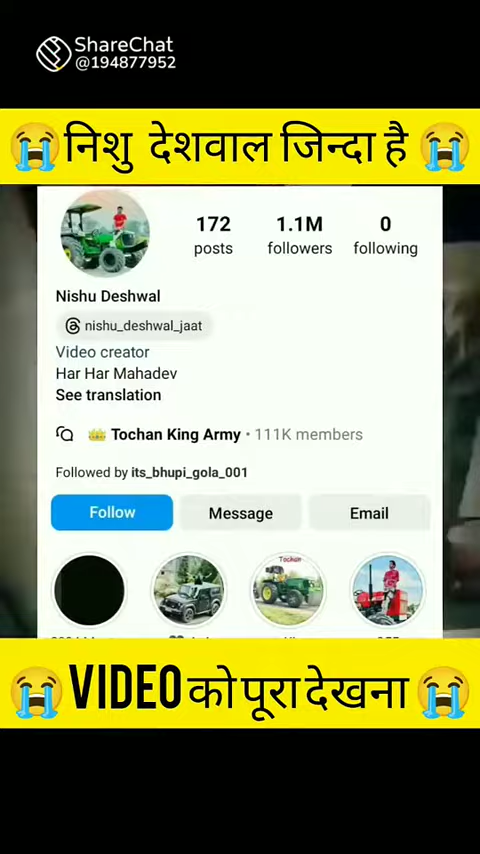 ShareChat
@194877952
😭निशु देशवाल जिन्दा है😭
172 1.1M 0
posts followers following
Nishu Deshwal
nishu_deshwal_jaat
Video creator
Har Har Mahadev
See translation
👑 Tochan King Army • 111K members
Followed by its_bhupi_gola_001
Follow Message Email
Tochan
😭VIDEO को पूरा देखना😭